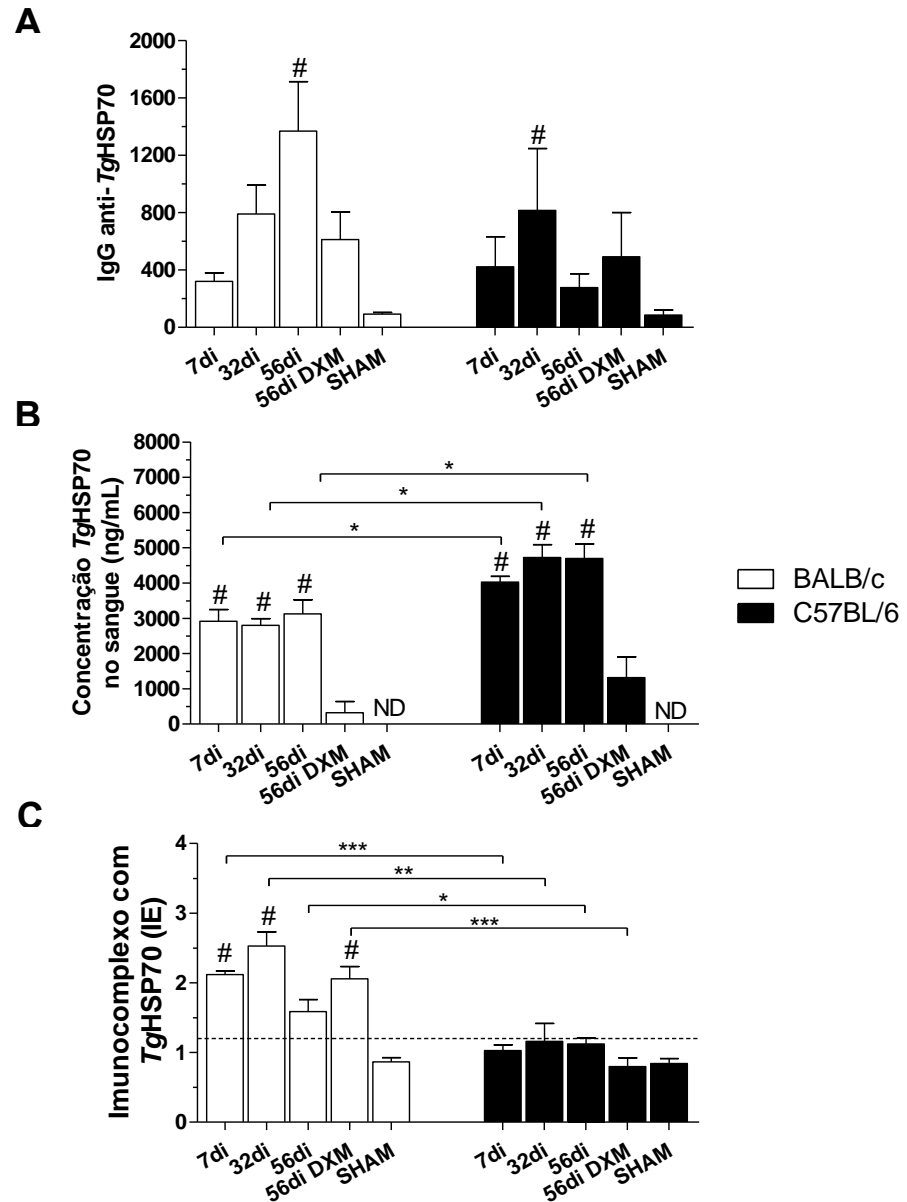 A
2000
1600
1200
800
400
0
IgG anti-TgHSP70
#
#
7di
32di
56di
56di DXM
SHAM
7di
32di
56di
56di DXM
SHAM
B
8000
7000
6000
5000
4000
3000
2000
1000
0
Concentração TgHSP70
no sangue (ng/mL)
*
*
*
#
#
#
#
#
#
ND
ND
7di
32di
56di
56di DXM
SHAM
7di
32di
56di
56di DXM
SHAM
BALB/c
C57BL/6
C
4
3
2
1
0
Imunocomplexo com
TgHSP70 (IE)
***
**
*
***
#
#
#
7di
32di
56di
56di DXM
SHAM
7di
32di
56di
56di DXM
SHAM